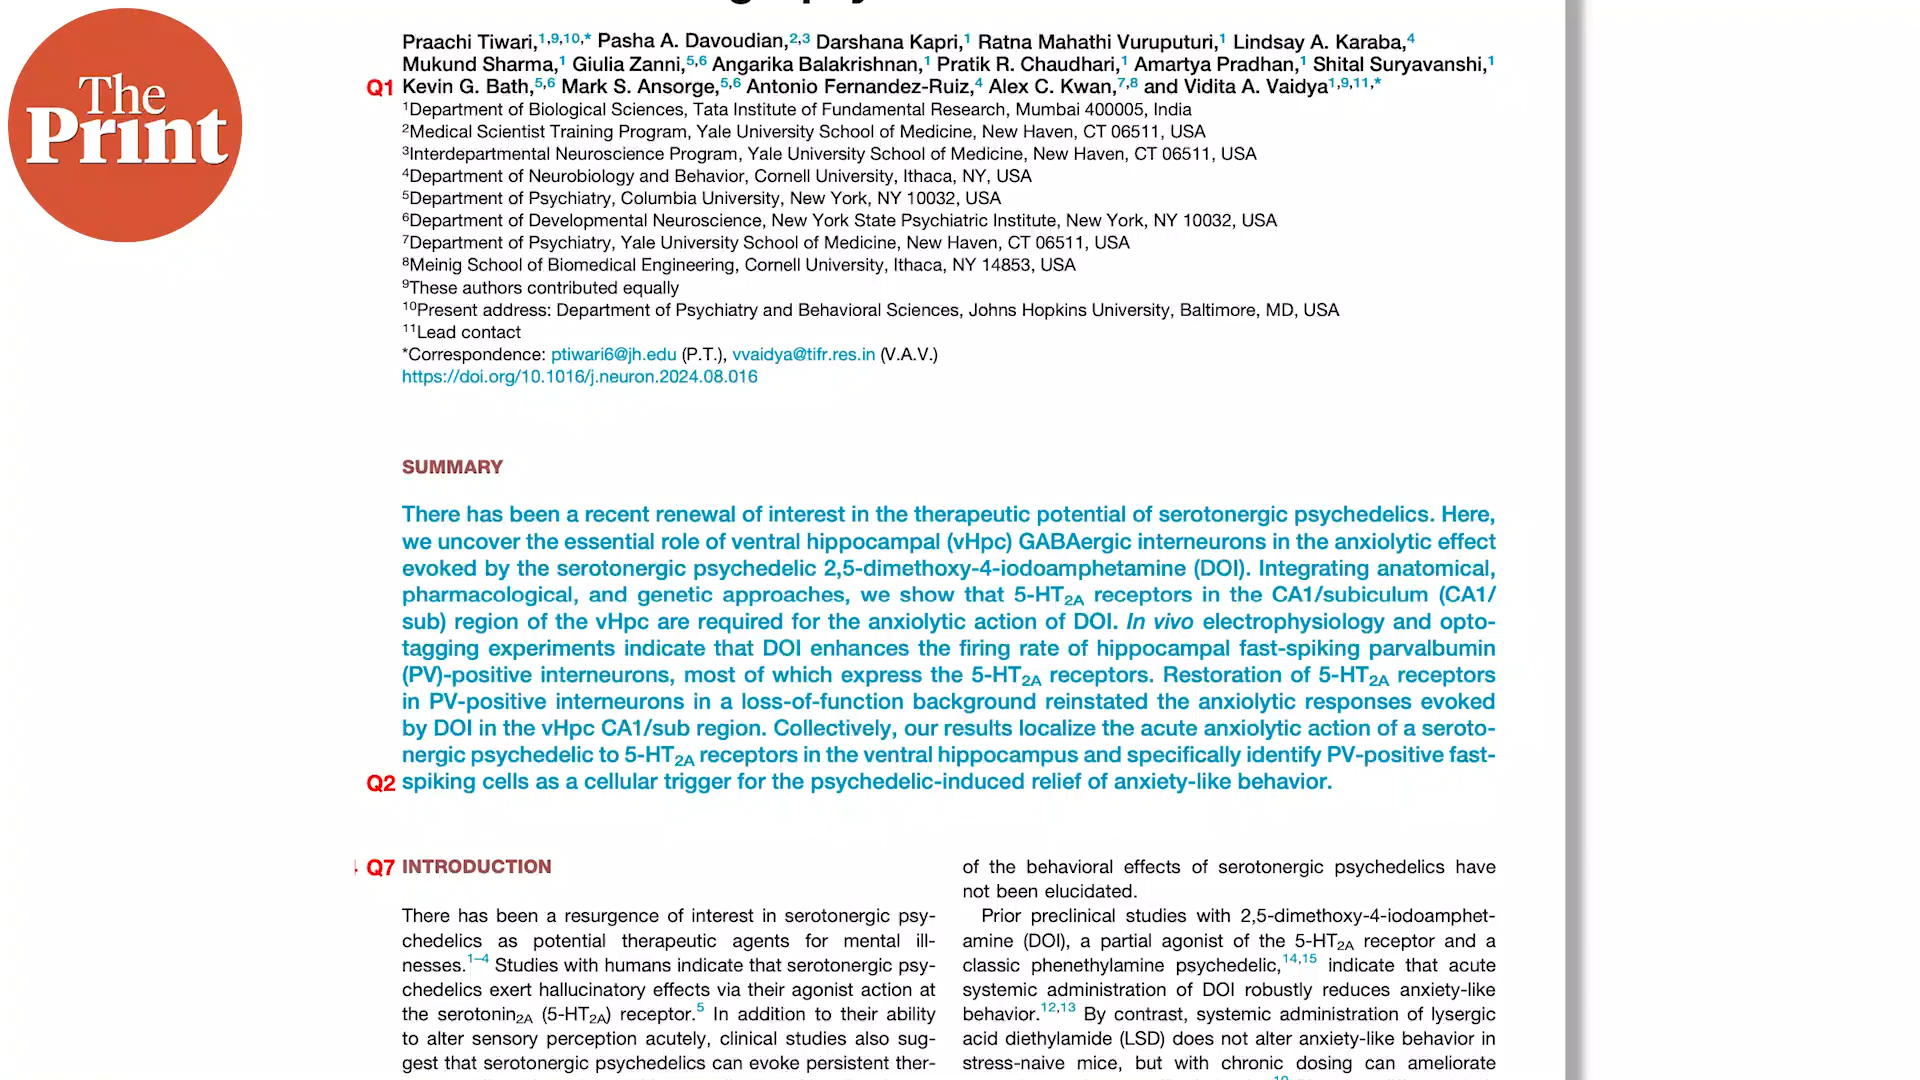 The
Print
Praachi Tiwari,1,9,10,* Pasha A. Davoudian,2,3 Darshana Kapri,1 Ratna Mahathi Vuruputuri,1 Lindsay A. Karaba,4
Mukund Sharma,1 Giulia Zanni,5,6 Angarika Balakrishnan,1 Pratik R. Chaudhari,1 Amartya Pradhan,1 Shital Suryavanshi,1
Q1 Kevin G. Bath,5,6 Mark S. Ansorge,5,6 Antonio Fernandez-Ruiz,4 Alex C. Kwan,7,8 and Vidita A. Vaidya1,9,11,*
1Department of Biological Sciences, Tata Institute of Fundamental Research, Mumbai 400005, India
2Medical Scientist Training Program, Yale University School of Medicine, New Haven, CT 06511, USA
3Interdepartmental Neuroscience Program, Yale University School of Medicine, New Haven, CT 06511, USA
4Department of Neurobiology and Behavior, Cornell University, Ithaca, NY, USA
5Department of Psychiatry, Columbia University, New York, NY 10032, USA
6Department of Developmental Neuroscience, New York State Psychiatric Institute, New York, NY 10032, USA
7Department of Psychiatry, Yale University School of Medicine, New Haven, CT 06511, USA
8Meinig School of Biomedical Engineering, Cornell University, Ithaca, NY 14853, USA
9These authors contributed equally
10Present address: Department of Psychiatry and Behavioral Sciences, Johns Hopkins University, Baltimore, MD, USA
11Lead contact
*Correspondence: ptiwari6@jh.edu (P.T.), vvaidya@tifr.res.in (V.A.V.)
https://doi.org/10.1016/j.neuron.2024.08.016
SUMMARY
There has been a recent renewal of interest in the therapeutic potential of serotonergic psychedelics. Here,
we uncover the essential role of ventral hippocampal (vHpc) GABAergic interneurons in the anxiolytic effect
evoked by the serotonergic psychedelic 2,5-dimethoxy-4-iodoamphetamine (DOI). Integrating anatomical,
pharmacological, and genetic approaches, we show that 5-HT2A receptors in the CA1/subiculum (CA1/
sub) region of the vHpc are required for the anxiolytic action of DOI. In vivo electrophysiology and opto-
tagging experiments indicate that DOI enhances the firing rate of hippocampal fast-spiking parvalbumin
(PV)-positive interneurons, most of which express the 5-HT2A receptors. Restoration of 5-HT2A receptors
in PV-positive interneurons in a loss-of-function background reinstated the anxiolytic responses evoked
by DOI in the vHpc CA1/sub region. Collectively, our results localize the acute anxiolytic action of a seroto-
nergic psychedelic to 5-HT2A receptors in the ventral hippocampus and specifically identify PV-positive fast-
Q2 spiking cells as a cellular trigger for the psychedelic-induced relief of anxiety-like behavior.
Q7 INTRODUCTION
There has been a resurgence of interest in serotonergic psy-
chedelics as potential therapeutic agents for mental ill-
nesses.1–4 Studies with humans indicate that serotonergic psy-
chedelics exert hallucinatory effects via their agonist action at
the serotonin2A (5-HT2A) receptor.5 In addition to their ability
to alter sensory perception acutely, clinical studies also sug-
gest that serotonergic psychedelics can evoke persistent ther-
of the behavioral effects of serotonergic psychedelics have
not been elucidated.
Prior preclinical studies with 2,5-dimethoxy-4-iodoamphet-
amine (DOI), a partial agonist of the 5-HT2A receptor and a
classic phenethylamine psychedelic,14,15 indicate that acute
systemic administration of DOI robustly reduces anxiety-like
behavior.12,13 By contrast, systemic administration of lysergic
acid diethylamide (LSD) does not alter anxiety-like behavior in
stress-naive mice, but with chronic dosing can ameliorate